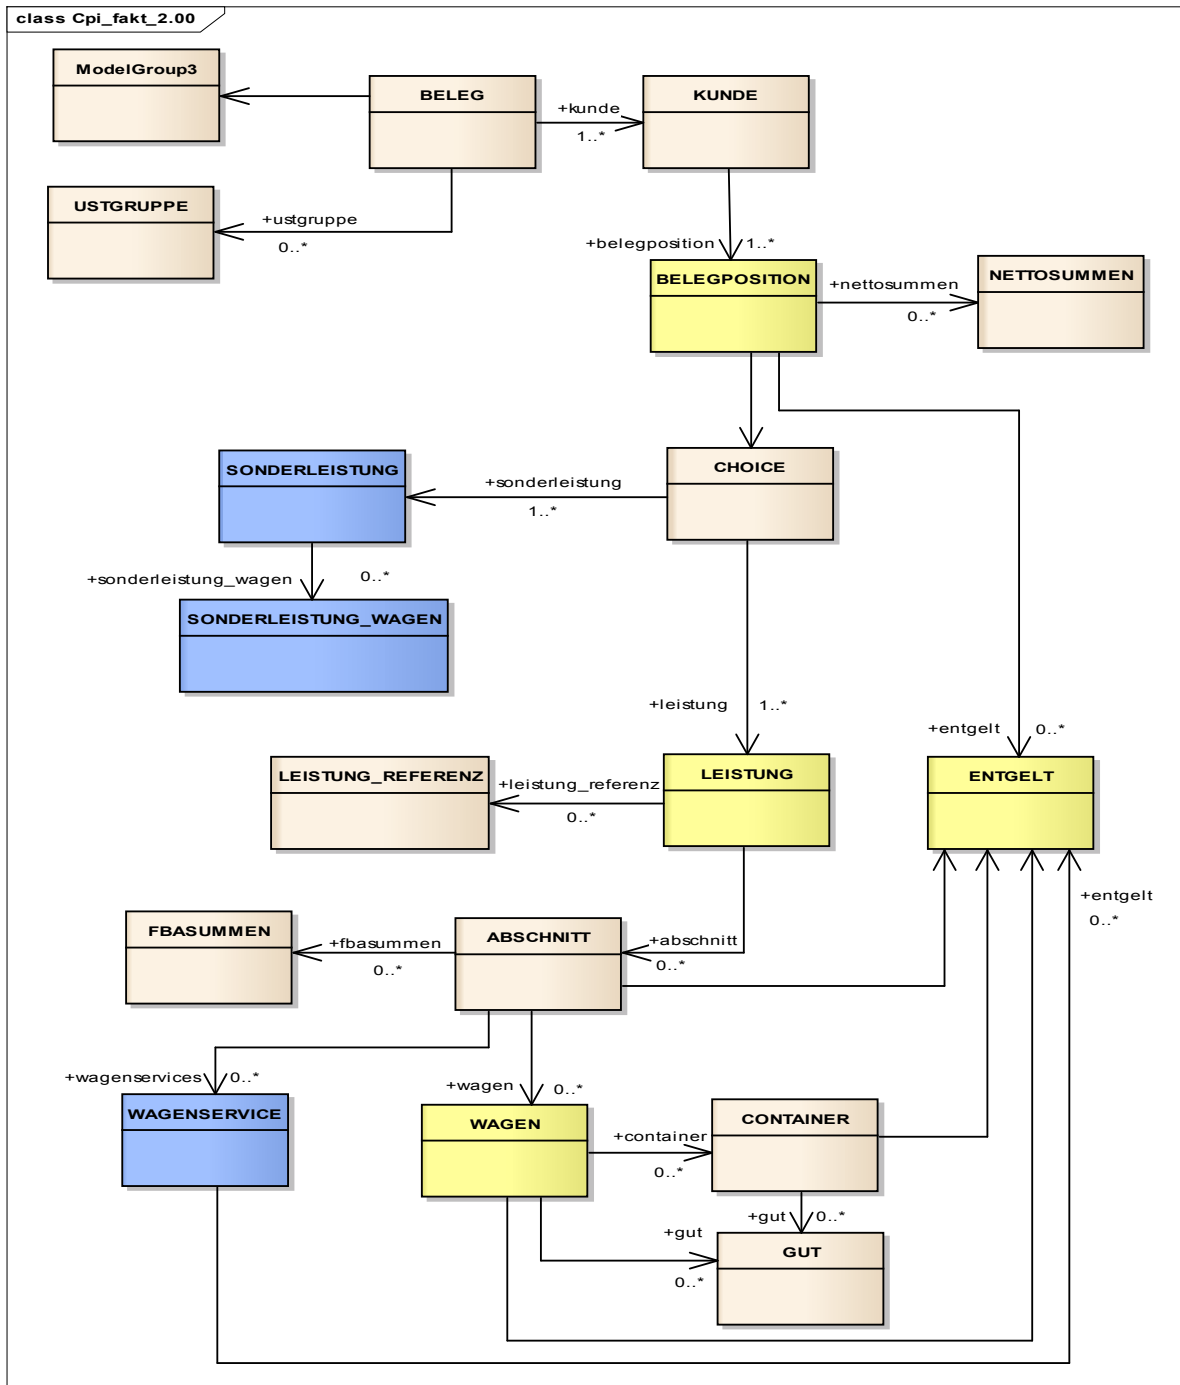 class Cpi_fakt_2.00
ModelGroup3
BELEG
KUNDE
+kunde
1..*
USTGRUPPE
+ustgruppe
0..*
+belegposition
1..*
BELEGPOSITION
+nettosummen
0..*
NETTOSUMMEN
CHOICE
SONDERLEISTUNG
+sonderleistung
1..*
+sonderleistung_wagen
0..*
SONDERLEISTUNG_WAGEN
+leistung
1..*
+entgelt
0..*
LEISTUNG_REFERENZ
+leistung_referenz
0..*
LEISTUNG
ENTGELT
+entgelt
0..*
FBASUMMEN
+fbasummen
0..*
ABSCHNITT
+abschnitt
0..*
+wagenservices
0..*
+wagen
0..*
WAGENSERVICE
WAGEN
+container
0..*
CONTAINER
+gut
0..*
+gut
0..*
GUT